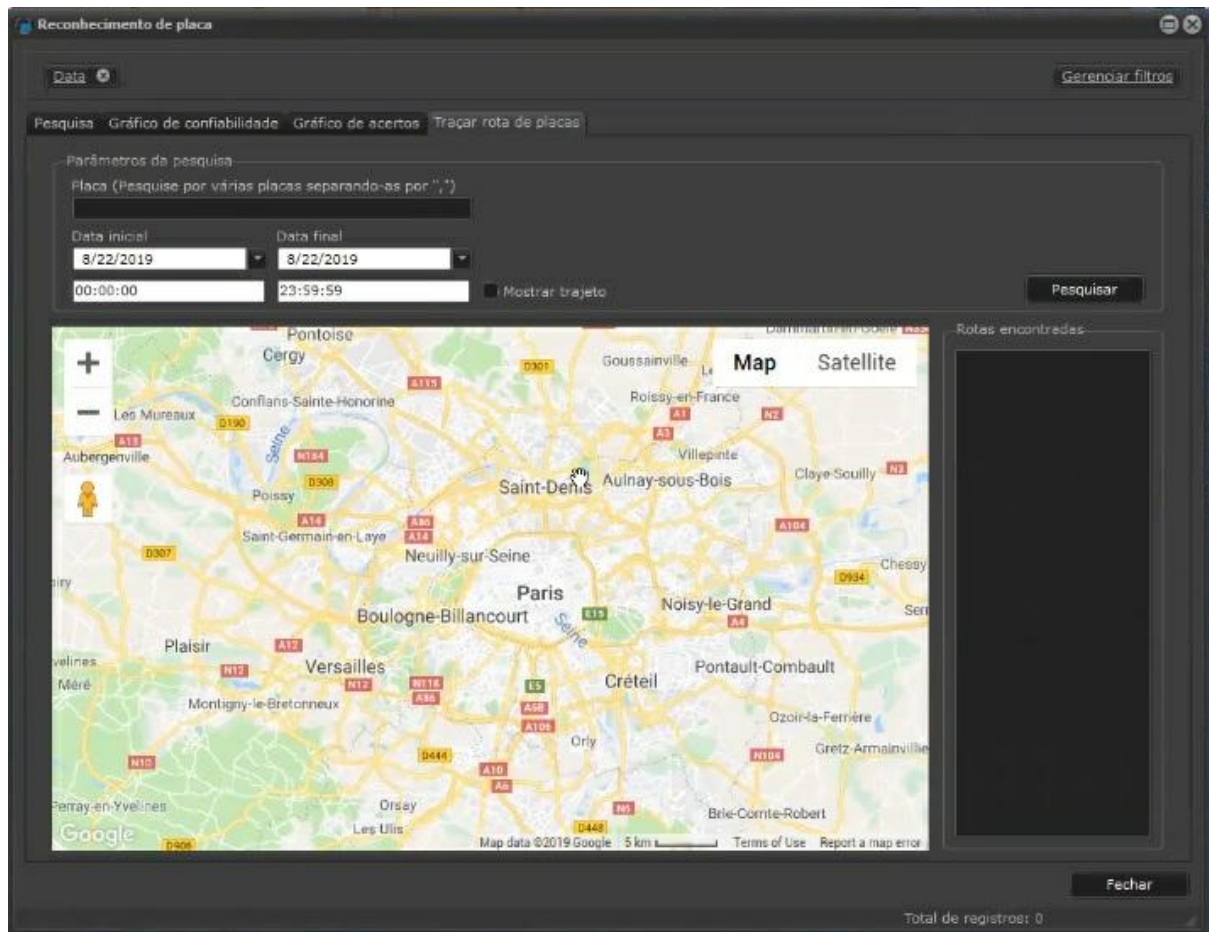 Reconhecimento de placa
Data
Gerenciar filtros
Pesquisa Gráfico de confiabilidade Gráfico de acertos Traçar rota de placas
Parâmetros da pesquisa
Placa (Pesquise por várias placas separando-as por ",")
Data inicial Data final
8/22/2019 8/22/2019
00:00:00 23:59:59 Mostrar trajeto
Pesquisar
Rotas encontradas
Pontoise
Cergy
D301
Goussainville
Map Satellite
A115
Conflans-Sainte-Honorine
Roissy-en-France
Les Mureaux
D190
A1
N2
A13
Seine
A3
Aubergenville
N184
Villepinte
D308
Saint-Denis
Aulnay-sous-Bois
Claye-Souilly
N3
Poissy
A14
A86
A104
Saint-Germain-en-Laye
A14
D307
Neuilly-sur-Seine
Chessy
D934
Paris
Noisy-le-Grand
Boulogne-Billancourt
E15
A4
Seine
Plaisir
A12
N12
Versailles
Pontault-Combault
N12
N118
E5
Créteil
Méré
A86
Montigny-le-Bretonneux
A6B
A106
Ozoir-la-Ferrière
Orly
D444
N104
Gretz-Armainvillie
N10
A10
A6
Perray-en-Yvelines
Orsay
N6
Brie-Comte-Robert
Les Ulis
D448
Google
D906
Map data ©2019 Google 5 km Terms of Use Report a map error
Fechar
Total de registros: 0